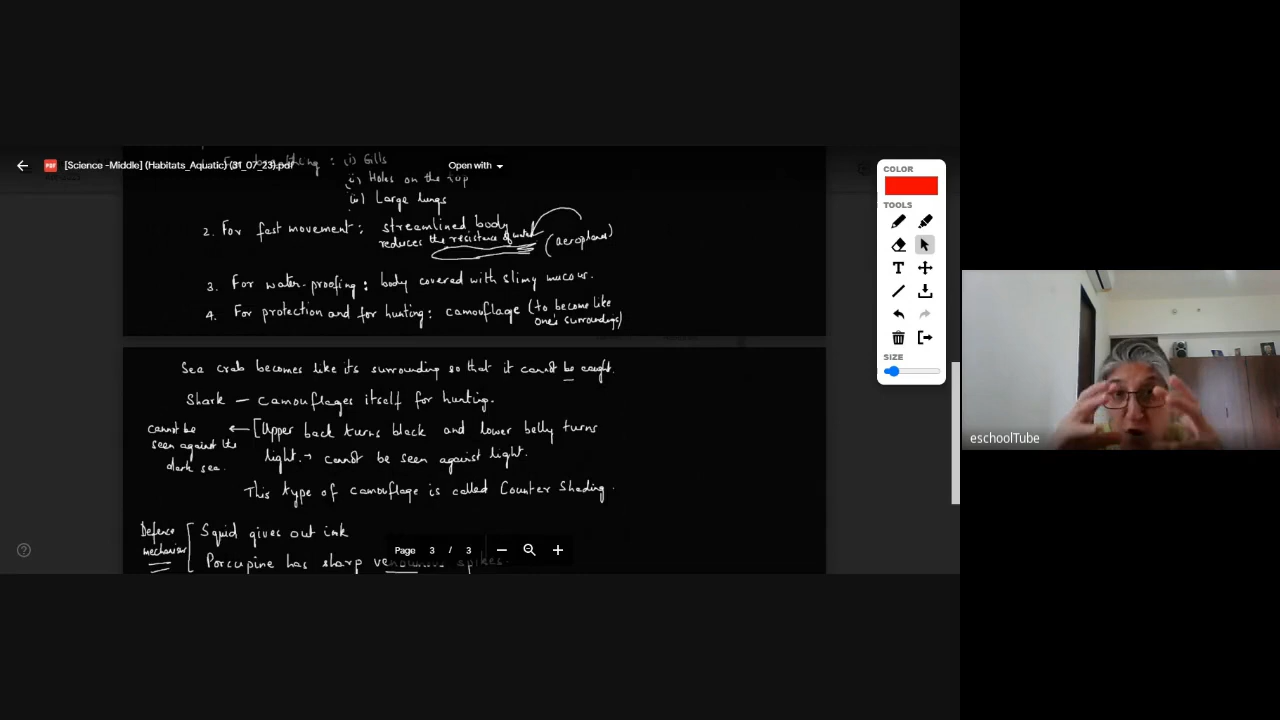 [Science -Middle] (Habitats_Aquatic) (31_07_23).pdf
Open with
: (i) Gills
(ii) Holes on the top
(iii) Large lungs
2. For fast movement : streamlined body
reduces the resistance of water
(aeroplane)
3. For water-proofing : body covered with slimy mucous.
4. For protection and for hunting : camouflage (to become like
one's surroundings)
Sea crab becomes like its surrounding so that it cannot be caught.
Shark – camouflages itself for hunting.
cannot be
seen against the
dark sea.
← [Upper back turns black and lower belly turns
light. → cannot be seen against light.
This type of camouflage is called Counter Shading.
Defence
mechanism
Squid gives out ink
Porcupine has sharp venomous spikes.
Page 3 / 3
COLOR
TOOLS
T
SIZE
eschoolTube